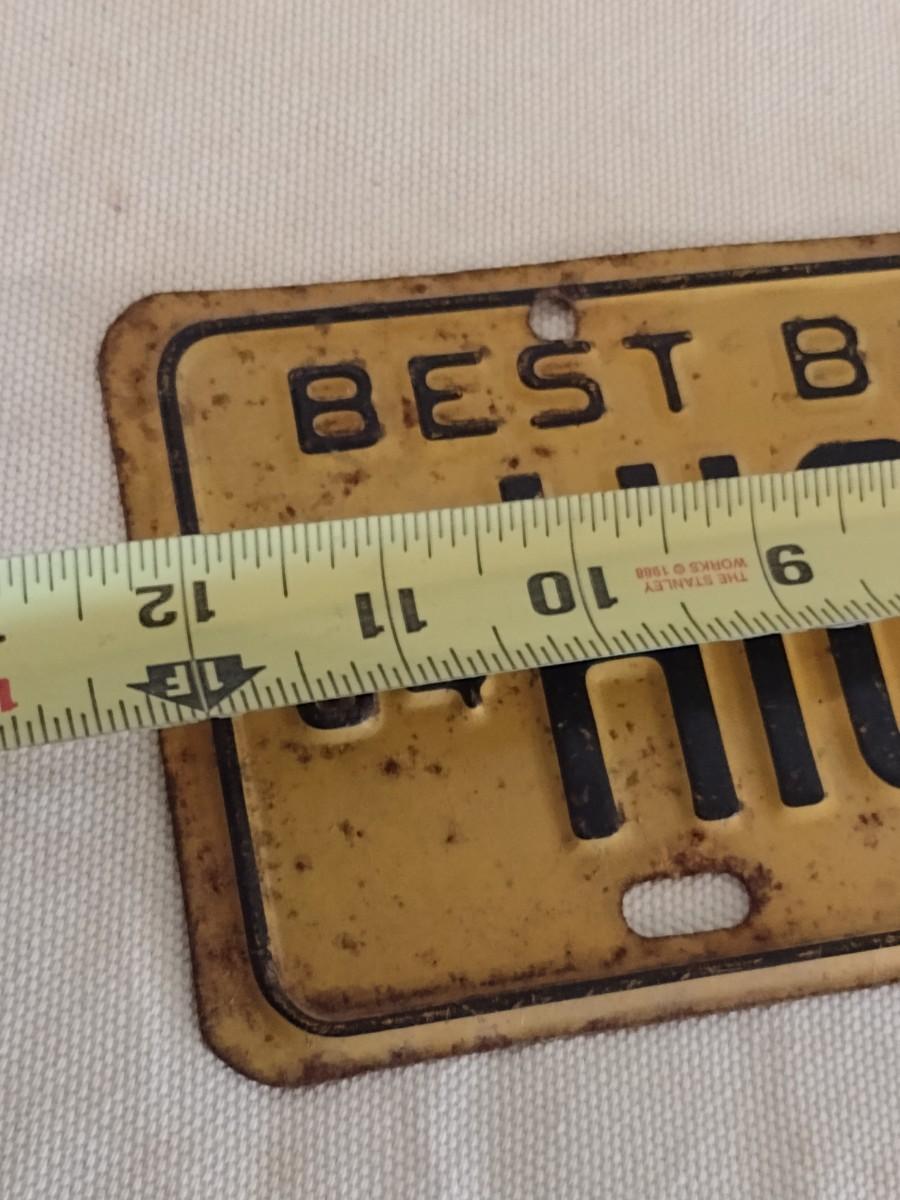 BEST B
12 11 10 9
1F
THE STANLEY
WORKS © 1988